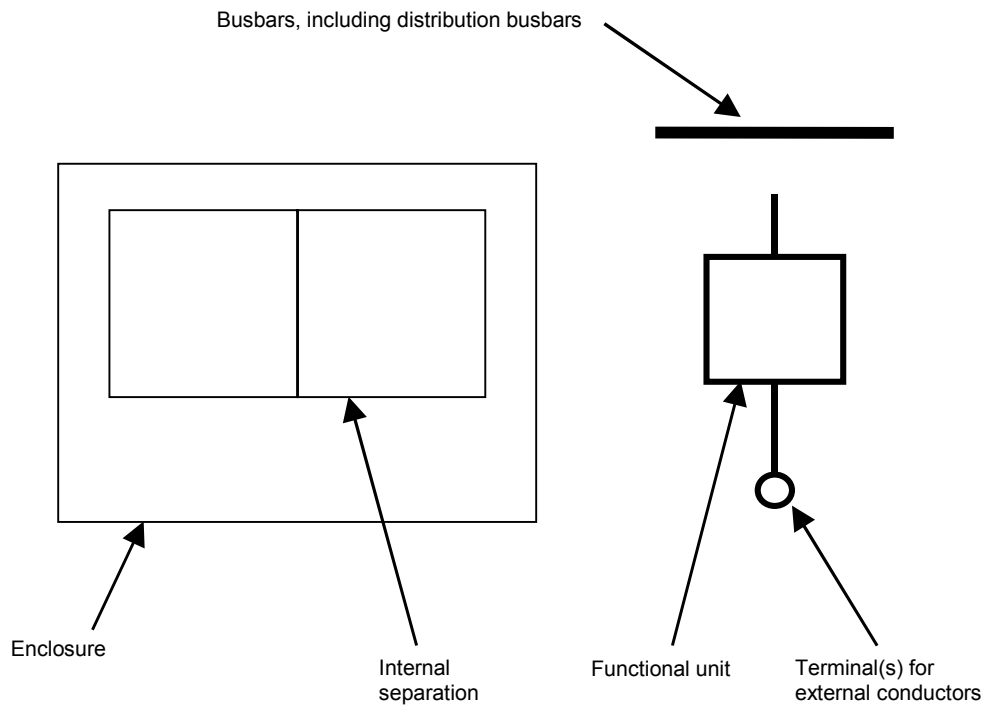 Busbars, including distribution busbars
Enclosure
Internal
separation
Functional unit
Terminal(s) for
external conductors